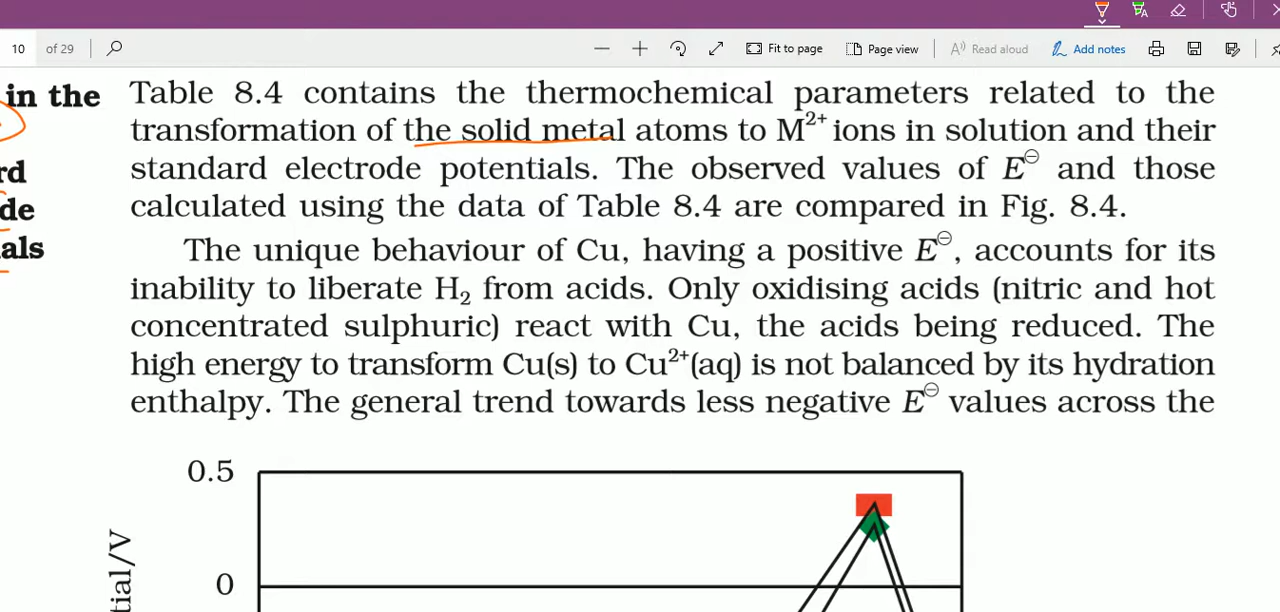 10 of 29 Fit to page Page view Read aloud Add notes
in the
rd
de
als
Table 8.4 contains the thermochemical parameters related to the
transformation of the solid metal atoms to M²⁺ ions in solution and their
standard electrode potentials. The observed values of E⊖ and those
calculated using the data of Table 8.4 are compared in Fig. 8.4.
The unique behaviour of Cu, having a positive E⊖, accounts for its
inability to liberate H₂ from acids. Only oxidising acids (nitric and hot
concentrated sulphuric) react with Cu, the acids being reduced. The
high energy to transform Cu(s) to Cu²⁺(aq) is not balanced by its hydration
enthalpy. The general trend towards less negative E⊖ values across the
0.5
0
tial/V